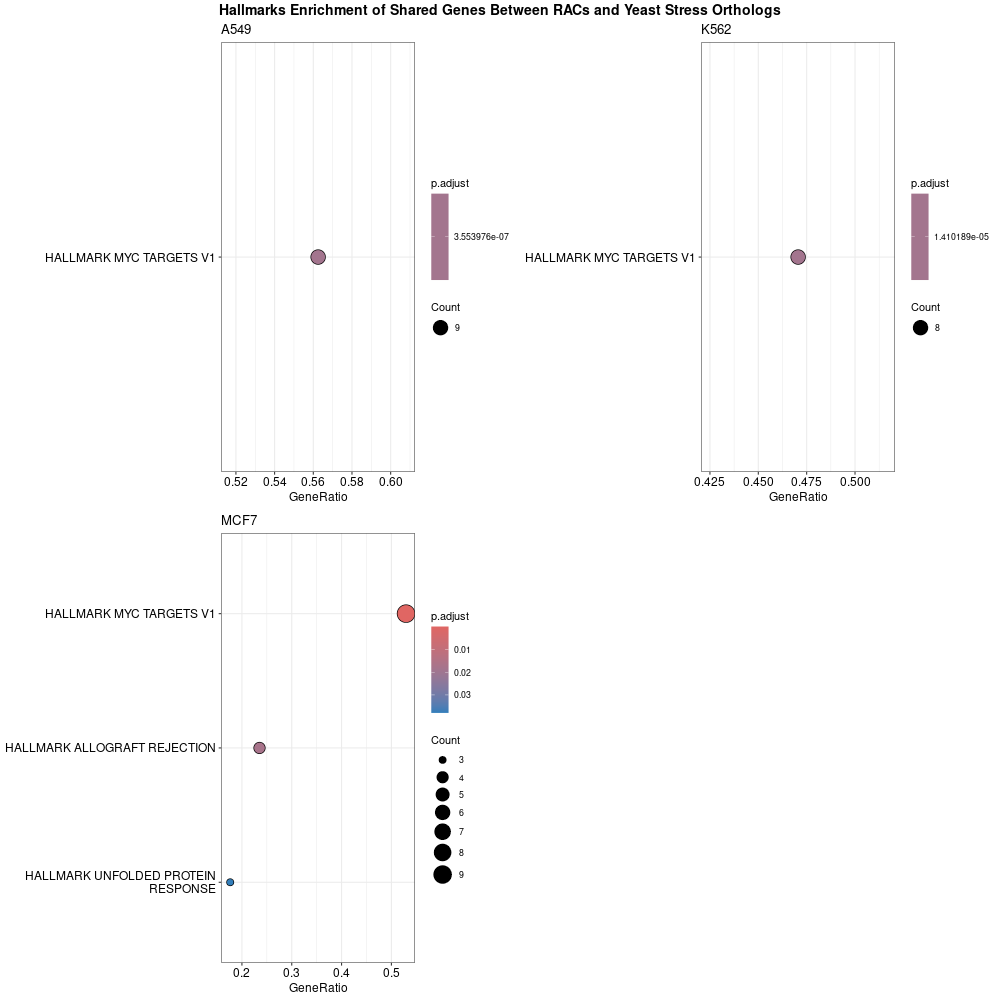 Hallmarks Enrichment of Shared Genes Between RACs and Yeast Stress Orthologs
A549
HALLMARK MYC TARGETS V1
0.52 0.54 0.56 0.58 0.60
GeneRatio
p.adjust
3.553976e-07
Count
9
K562
HALLMARK MYC TARGETS V1
0.425 0.450 0.475 0.500
GeneRatio
p.adjust
1.410189e-05
Count
8
MCF7
HALLMARK MYC TARGETS V1
HALLMARK ALLOGRAFT REJECTION
HALLMARK UNFOLDED PROTEIN
RESPONSE
0.2 0.3 0.4 0.5
GeneRatio
p.adjust
0.01
0.02
0.03
Count
3
4
5
6
7
8
9